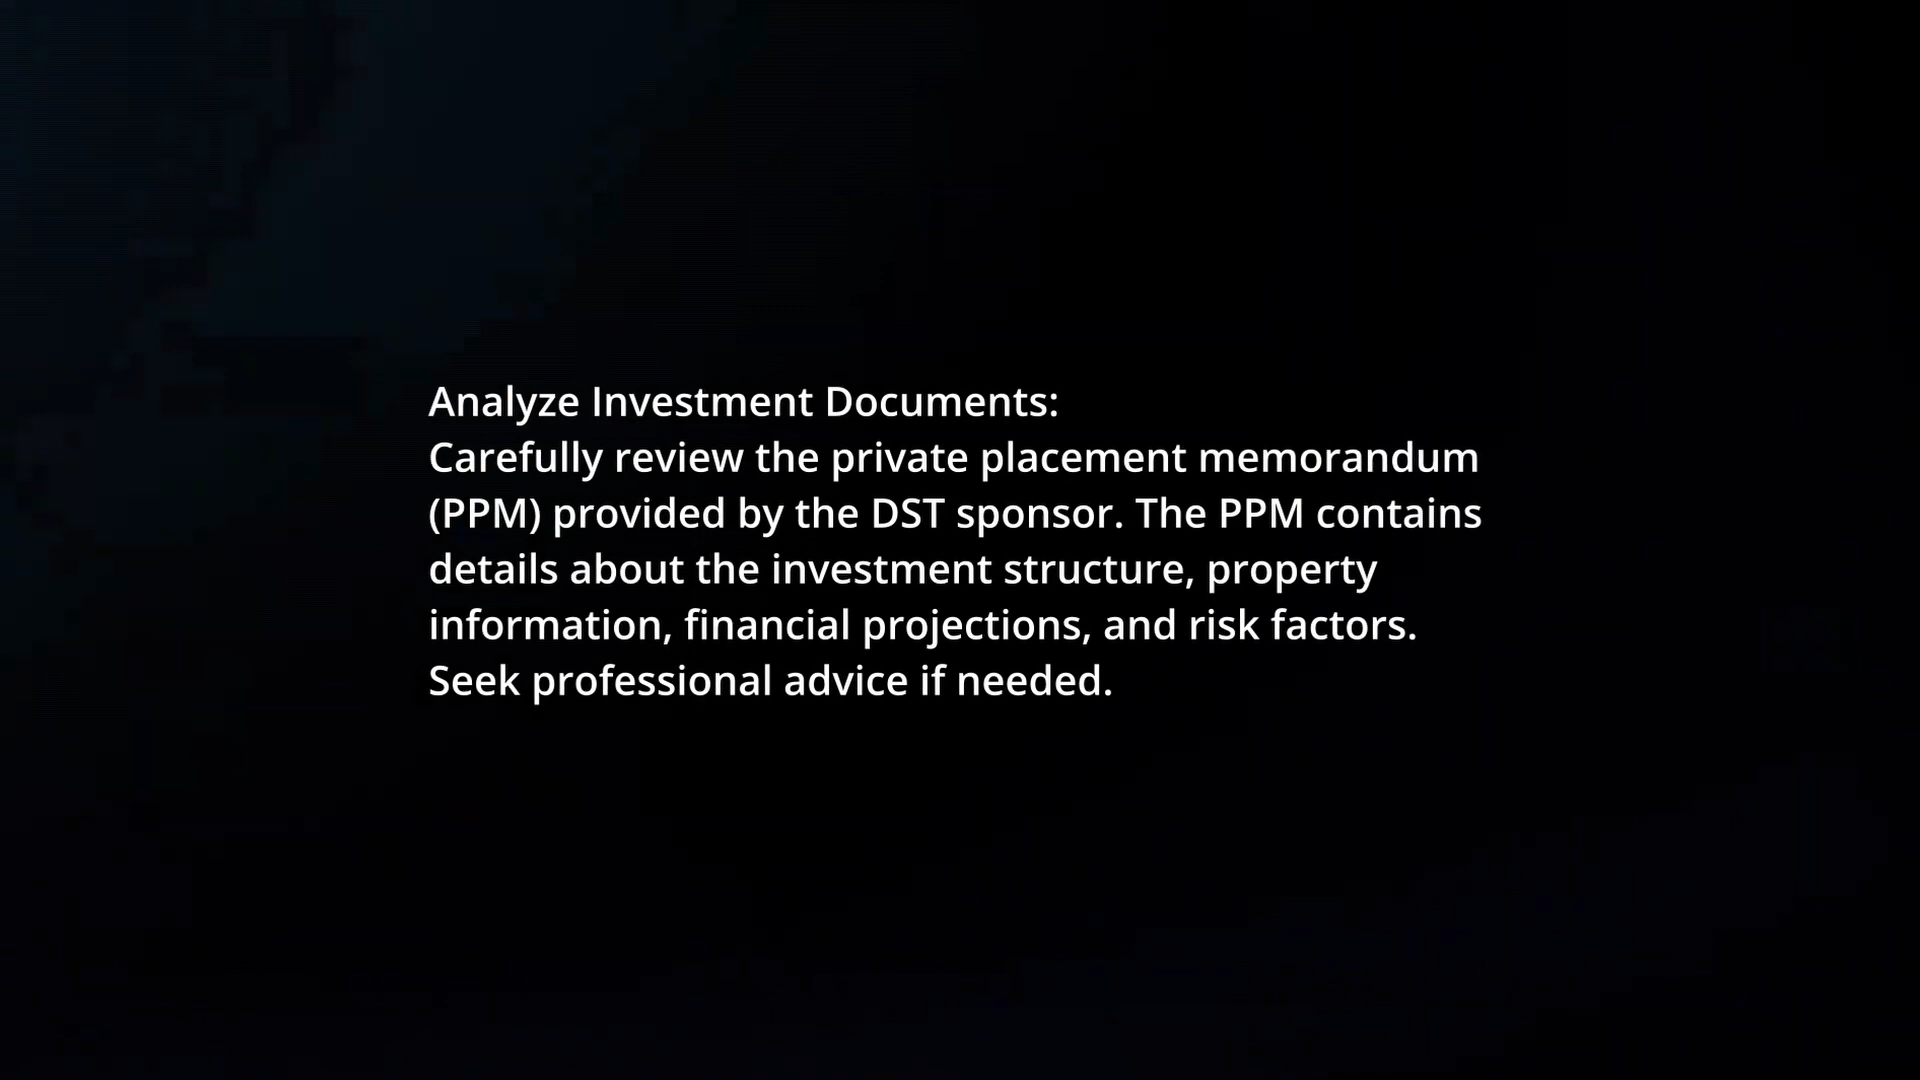 Analyze Investment Documents:
Carefully review the private placement memorandum
(PPM) provided by the DST sponsor. The PPM contains
details about the investment structure, property
information, financial projections, and risk factors.
Seek professional advice if needed.